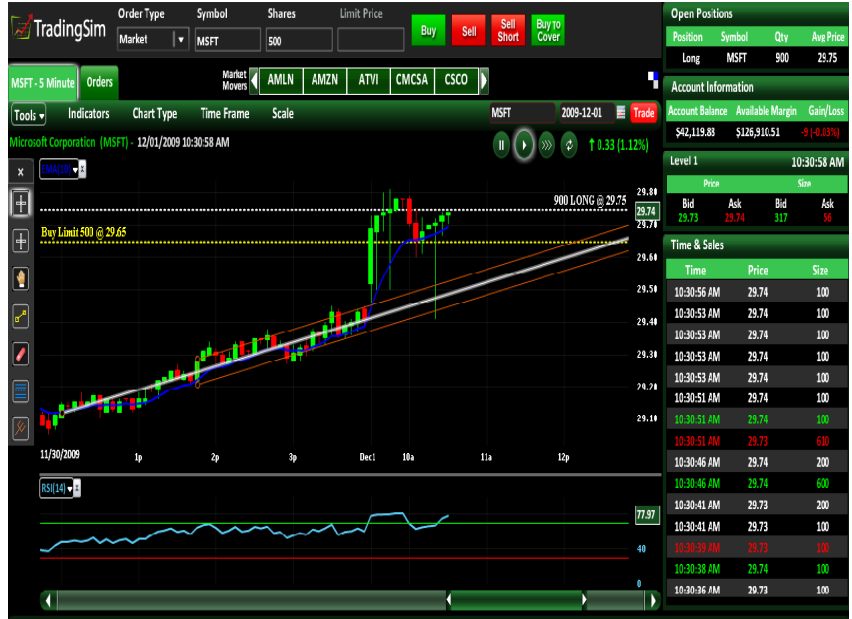 TradingSim
Order Type Symbol Shares Limit Price
Market MSFT 500
Buy Sell Sell Short Buy to Cover
MSFT - 5 Minute Orders Market Movers AMLN AMZN ATVI CMCSA CSCO
Tools Indicators Chart Type Time Frame Scale MSFT 2009-12-01 Trade
Microsoft Corporation (MSFT) - 12/01/2009 10:30:58 AM 0.33 (1.12%)
x
900 LONG @ 29.75
Buy Limit 500 @ 29.65
29.80
29.74
29.70
29.60
29.50
29.40
29.30
29.20
29.10
11/30/2009 1p 2p 3p Dec1 10a 11a 12p
RSI(14)
77.97
40
0
Open Positions
Position Symbol Qty Avg Price
Long MSFT 900 29.75
Account Information
Account Balance Available Margin Gain/Loss
$42,119.88 $126,910.51 -9 (-0.03%)
Level 1 10:30:58 AM
Price Size
Bid Ask Bid Ask
29.73 29.74 317 56
Time & Seles
Time Price Size
10:30:56 AM 29.74 100
10:30:53 AM 29.74 100
10:30:53 AM 29.74 100
10:30:53 AM 29.74 100
10:30:53 AM 29.74 100
10:30:51 AM 29.74 100
10:30:51 AM 29.74 100
10:30:51 AM 29.73 610
10:30:46 AM 29.74 200
10:30:46 AM 29.74 600
10:30:41 AM 29.73 200
10:30:41 AM 29.73 100
10:30:39 AM 29.73 100
10:30:38 AM 29.74 100
10:30:36 AM 29.73 100